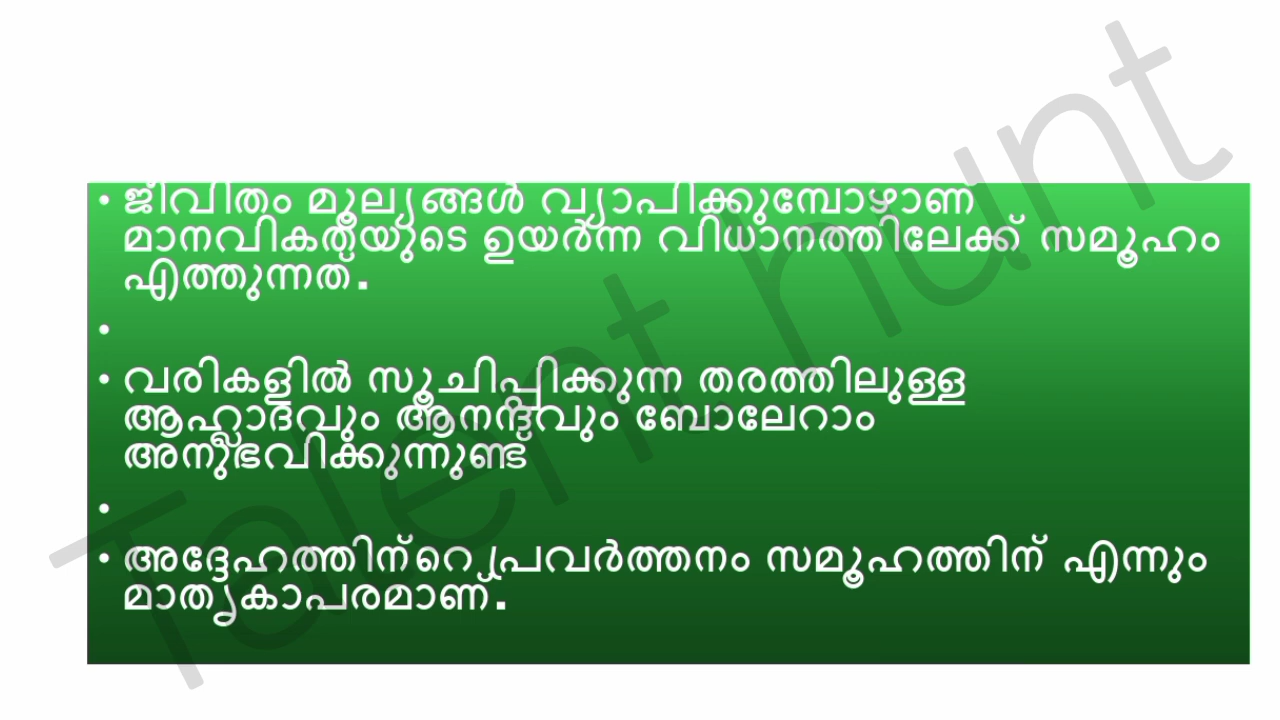 • ജീവിതം മൂല്യങ്ങൾ വ്യാപിക്കുമ്പോഴാണ്
മാനവികതയുടെ ഉയർന്ന വിധാനത്തിലേക്ക് സമൂഹം
എത്തുന്നത്.
•
• വരികളിൽ സൂചിപ്പിക്കുന്ന തരത്തിലുള്ള
ആഹ്ലാദവും ആനന്ദവും ബോലേറാം
അനുഭവിക്കുന്നുണ്ട്
•
• അദ്ദേഹത്തിന്റെ പ്രവർത്തനം സമൂഹത്തിന് എന്നും
മാതൃകാപരമാണ്.
Talent hunt